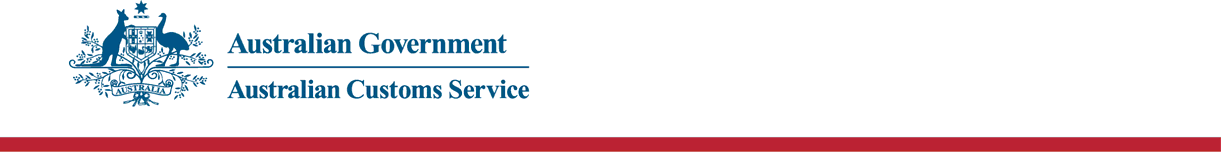 Australian Government
Australian Customs Service
AUSTRALIA